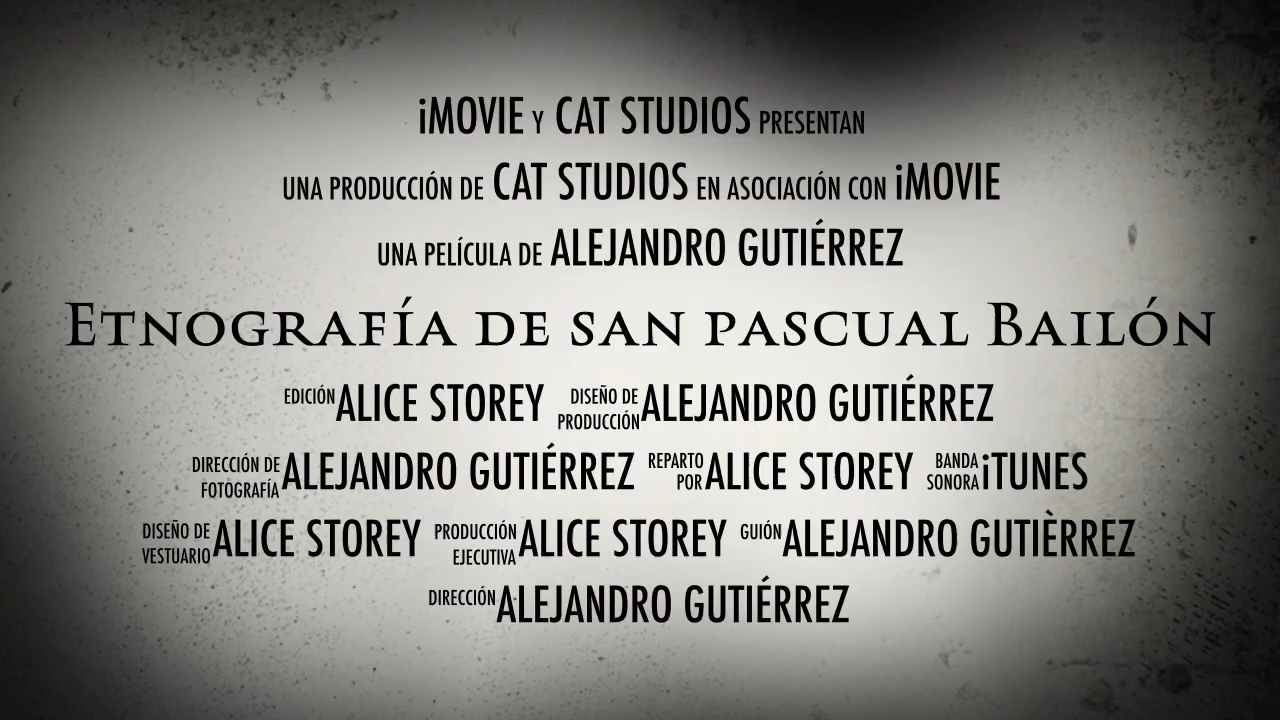 iMOVIE Y CAT STUDIOS PRESENTAN
UNA PRODUCCIÓN DE CAT STUDIOS EN ASOCIACIÓN CON iMOVIE
UNA PELÍCULA DE ALEJANDRO GUTIÉRREZ
ETNOGRAFÍA DE SAN PASCUAL BAILÓN
EDICIÓN ALICE STOREY DISEÑO DE PRODUCCIÓN ALEJANDRO GUTIÉRREZ
DIRECCIÓN DE FOTOGRAFÍA ALEJANDRO GUTIÉRREZ REPARTO POR ALICE STOREY BANDA SONORA iTUNES
DISEÑO DE VESTUARIO ALICE STOREY PRODUCCIÓN EJECUTIVA ALICE STOREY GUIÓN ALEJANDRO GUTIÈRREZ
DIRECCIÓN ALEJANDRO GUTIÉRREZ